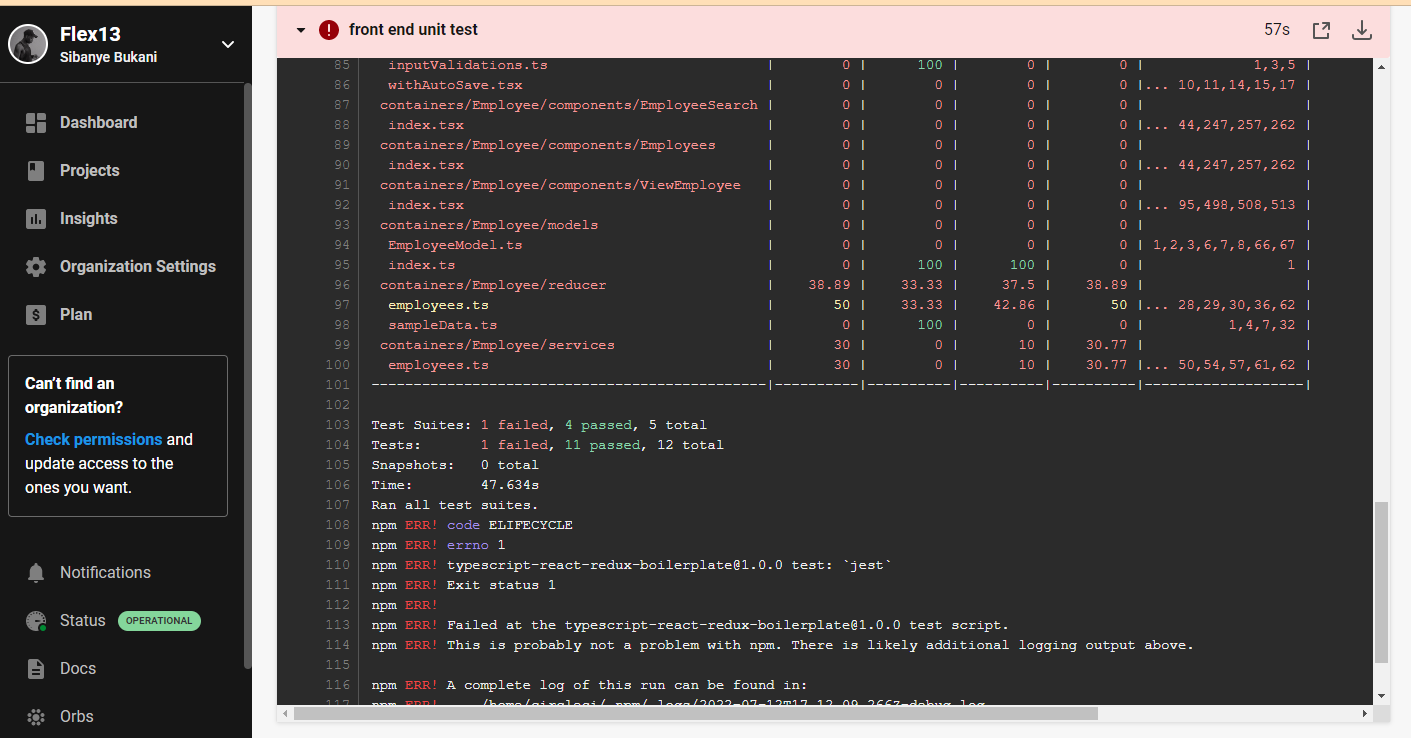 Flex13
Sibanye Bukani
Dashboard
Projects
Insights
Organization Settings
Plan
Can't find an
organization?
Check permissions and
update access to the
ones you want.
Notifications
Status OPERATIONAL
Docs
Orbs
front end unit test 57s
85 inputValidations.ts | 0 | 100 | 0 | 0 | 1,3,5 |
86 withAutoSave.tsx | 0 | 0 | 0 | 0 |... 10,11,14,15,17 |
87 containers/Employee/components/EmployeeSearch | 0 | 0 | 0 | 0 | |
88 index.tsx | 0 | 0 | 0 | 0 |... 44,247,257,262 |
89 containers/Employee/components/Employees | 0 | 0 | 0 | 0 | |
90 index.tsx | 0 | 0 | 0 | 0 |... 44,247,257,262 |
91 containers/Employee/components/ViewEmployee | 0 | 0 | 0 | 0 | |
92 index.tsx | 0 | 0 | 0 | 0 |... 95,498,508,513 |
93 containers/Employee/models | 0 | 0 | 0 | 0 | |
94 EmployeeModel.ts | 0 | 0 | 0 | 0 | 1,2,3,6,7,8,66,67 |
95 index.ts | 0 | 100 | 100 | 0 | 1 |
96 containers/Employee/reducer | 38.89 | 33.33 | 37.5 | 38.89 | |
97 employees.ts | 50 | 33.33 | 42.86 | 50 |... 28,29,30,36,62 |
98 sampleData.ts | 0 | 100 | 0 | 0 | 1,4,7,32 |
99 containers/Employee/services | 30 | 0 | 10 | 30.77 | |
100 employees.ts | 30 | 0 | 10 | 30.77 |... 50,54,57,61,62 |
101 -----------------------------------------------|----------|----------|----------|----------|-------------------|
102
103 Test Suites: 1 failed, 4 passed, 5 total
104 Tests: 1 failed, 11 passed, 12 total
105 Snapshots: 0 total
106 Time: 47.634s
107 Ran all test suites.
108 npm ERR! code ELIFECYCLE
109 npm ERR! errno 1
110 npm ERR! typescript-react-redux-boilerplate@1.0.0 test: `jest`
111 npm ERR! Exit status 1
112 npm ERR!
113 npm ERR! Failed at the typescript-react-redux-boilerplate@1.0.0 test script.
114 npm ERR! This is probably not a problem with npm. There is likely additional logging output above.
115
116 npm ERR! A complete log of this run can be found in:
117 npm ERR! /home/circleci/.npm/_logs/2022-07-12T17_12_09_266Z-debug.log